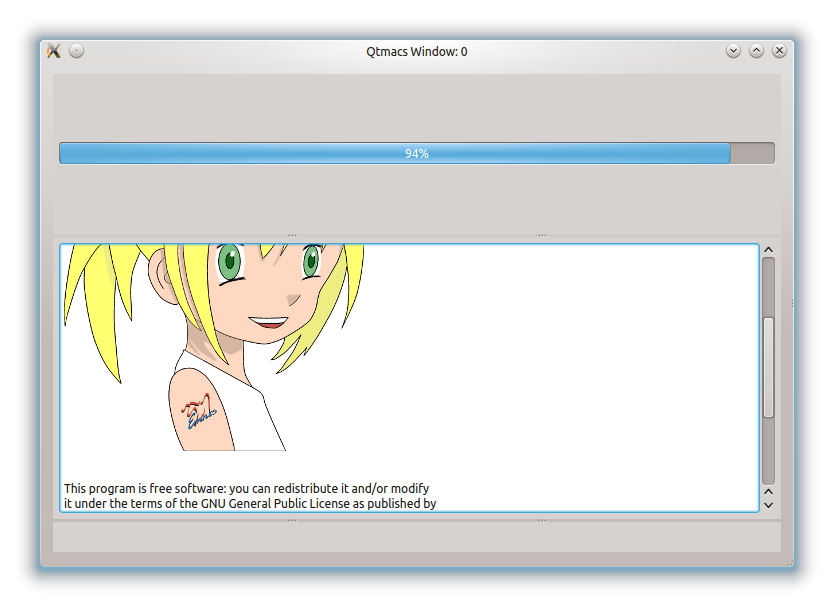 Qtmacs Window: 0
94%
This program is free software: you can redistribute it and/or modify
it under the terms of the GNU General Public License as published by